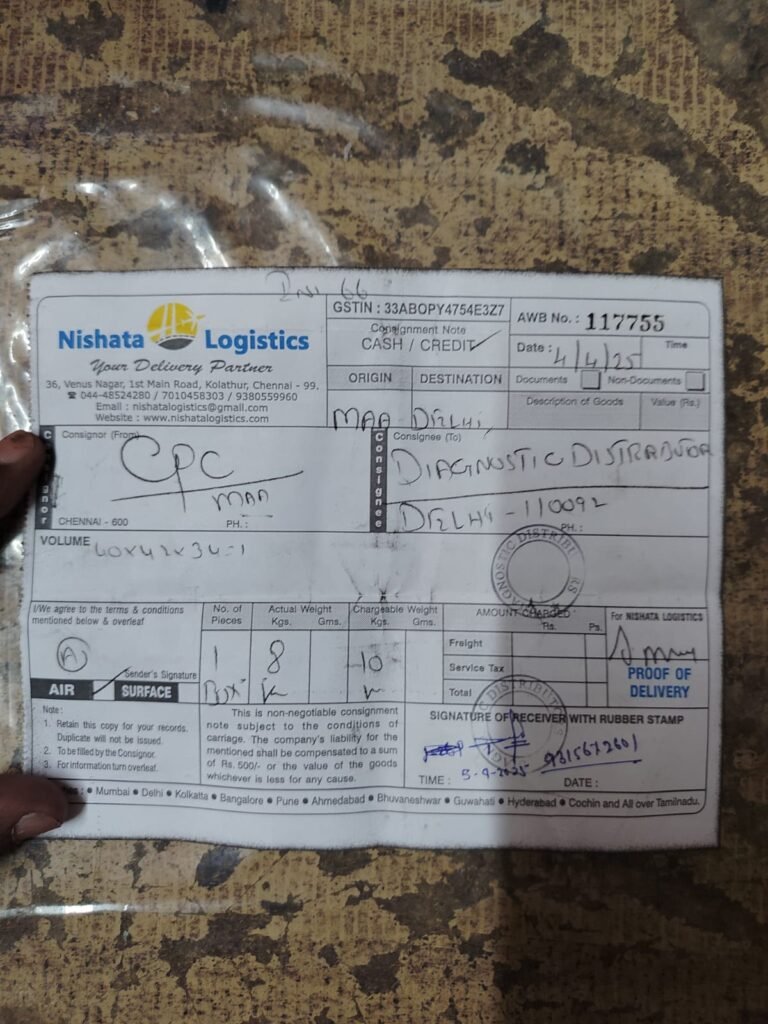 Inv 66
Nishata Logistics
Your Delivery Partner
36, Venus Nagar, 1st Main Road, Kolathur, Chennai - 99.
☎ 044-48524280 / 7010458303 / 9380559960
Email : nishatalogistics@gmail.com
Website : www.nishatalogistics.com
GSTIN : 33ABOPY4754E3Z7
Consignment Note
CASH / CREDIT ✓
AWB No. : 117755
Date : 4/4/25 Time
ORIGIN DESTINATION
MAA DELHI
Documents Non-Documents
Description of Goods Value (Rs.)
Consignor (From)
CPC
MAA
CHENNAI - 600 PH. :
Consignee
Consignee (To)
DIAGNOSTIC DISTRABUTOR
DELHI - 110092
PH. :
VOLUME 40x42x34=1
I/We agree to the terms & conditions
mentioned below & overleaf
A
Sender's Signature
AIR ✓ SURFACE
No. of Pieces
Actual Weight
Kgs. Gms.
Chargeable Weight
Kgs. Gms.
1 8 10
Box K
AMOUNT CHARGED
Rs. Ps.
Freight
Service Tax
Total
For NISHATA LOGISTICS
PROOF OF
DELIVERY
Note :
1. Retain this copy for your records.
Duplicate will not be issued.
2. To be filled by the Consignor.
3. For information turn overleaf.
This is non-negotiable consignment
note subject to the conditions of
carriage. The company's liability for the
mentioned shall be compensated to a sum
of Rs. 500/- or the value of the goods
whichever is less for any cause.
SIGNATURE OF RECEIVER WITH RUBBER STAMP
9315672601
TIME : 5-4-2025 DATE :
: ● Mumbai ● Delhi ● Kolkatta ● Bangalore ● Pune ● Ahmedabad ● Bhuvaneshwar ● Guwahati ● Hyderabad ● Cochin and All over Tamilnadu.